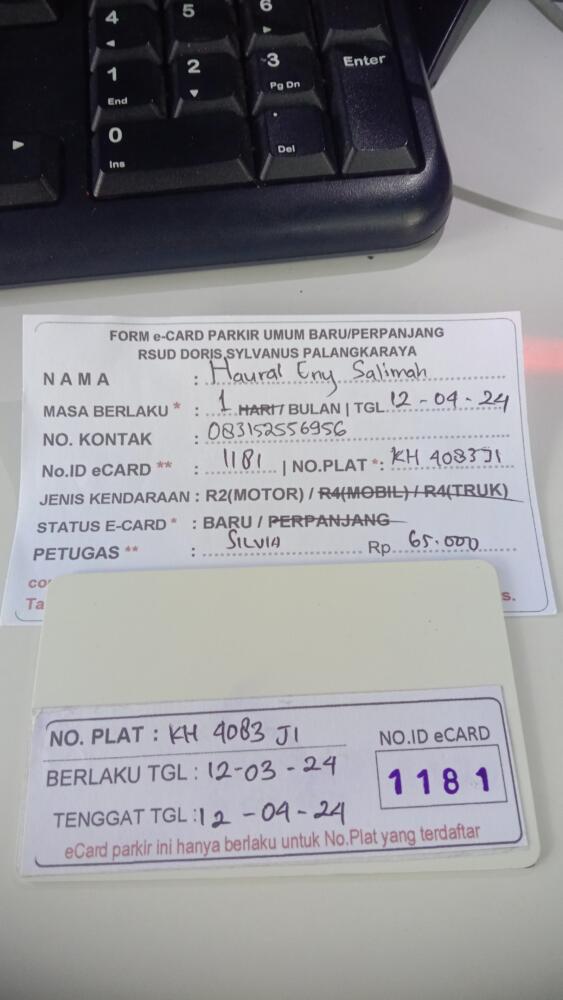 4 5 6
1 2 3 Enter
End Pg Dn
0 .
Ins Del
FORM e-CARD PARKIR UMUM BARU/PERPANJANG
RSUD DORIS SYLVANUS PALANGKARAYA
N A M A : Haural Eny Salimah
MASA BERLAKU * : 1 HARI / BULAN | TGL 12 - 04 - 24
NO. KONTAK : 083152556956
No.ID eCARD ** : 1181 | NO.PLAT *: KH 4083 JI
JENIS KENDARAAN : R2(MOTOR) / R4(MOBIL) / R4(TRUK)
STATUS E-CARD * : BARU / PERPANJANG
PETUGAS ** : SILVIA Rp 65.000
NO. PLAT : KH 4083 JI
NO.ID eCARD
BERLAKU TGL : 12-03-24
1181
TENGGAT TGL : 12-04-24
eCard parkir ini hanya berlaku untuk No.Plat yang terdaftar